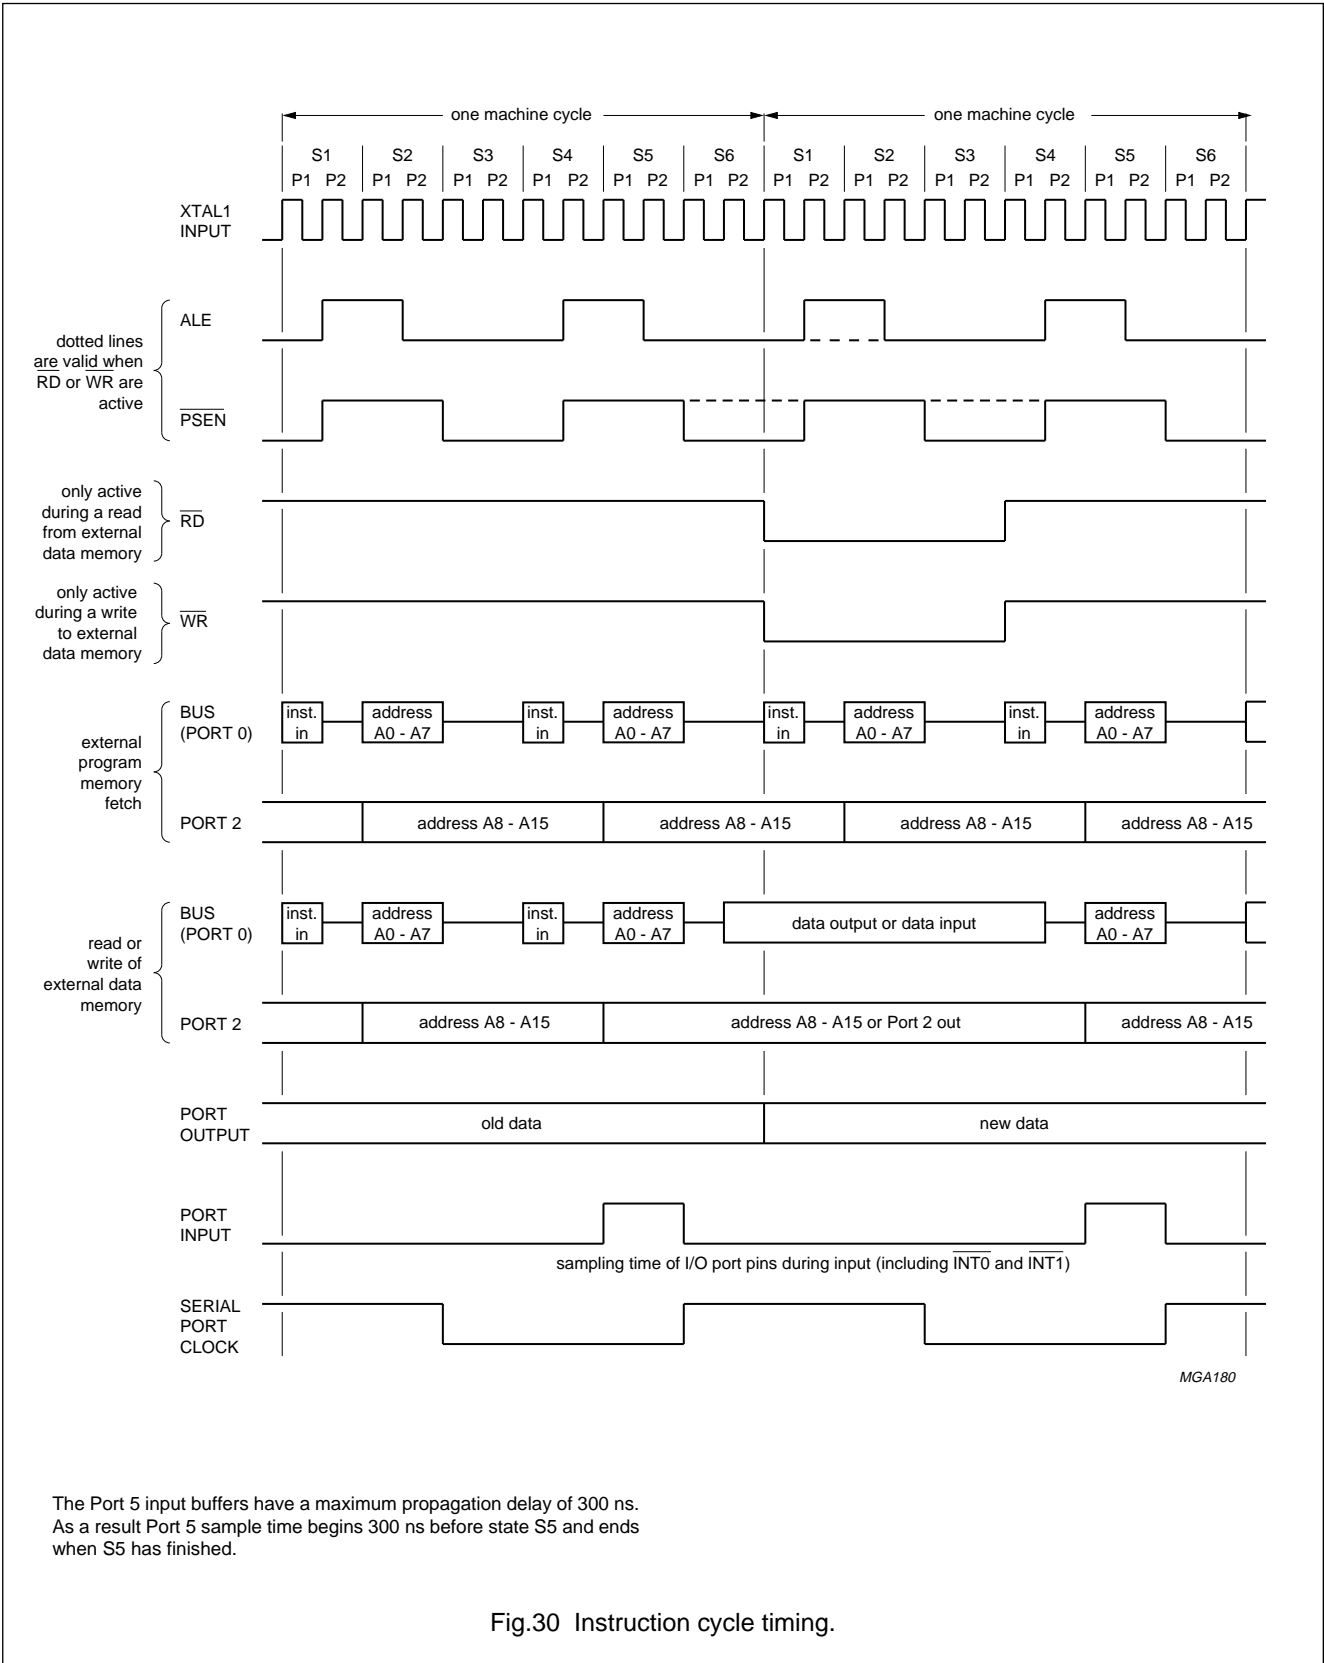 one machine cycle one machine cycle
S1 S2 S3 S4 S5 S6 S1 S2 S3 S4 S5 S6
P1 P2 P1 P2 P1 P2 P1 P2 P1 P2 P1 P2 P1 P2 P1 P2 P1 P2 P1 P2 P1 P2 P1 P2
XTAL1
INPUT
dotted lines
are valid when
RD or WR are
active
ALE
PSEN
only active
during a read
from external
data memory
RD
only active
during a write
to external
data memory
WR
external
program
memory
fetch
BUS
(PORT 0)
inst. address inst. address inst. address inst. address
in A0 - A7 in A0 - A7 in A0 - A7 in A0 - A7
PORT 2
address A8 - A15 address A8 - A15 address A8 - A15 address A8 - A15
read or
write of
external data
memory
BUS
(PORT 0)
inst. address inst. address data output or data input address
in A0 - A7 in A0 - A7 A0 - A7
PORT 2
address A8 - A15 address A8 - A15 or Port 2 out address A8 - A15
PORT
OUTPUT
old data new data
PORT
INPUT
sampling time of I/O port pins during input (including INT0 and INT1)
SERIAL
PORT
CLOCK
MGA180
The Port 5 input buffers have a maximum propagation delay of 300 ns.
As a result Port 5 sample time begins 300 ns before state S5 and ends
when S5 has finished.
Fig.30 Instruction cycle timing.